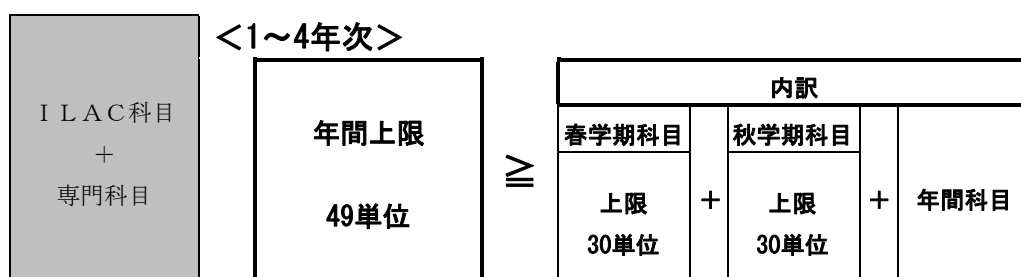 ＩＬＡＣ科目
＋
専門科目
＜1～4年次＞
年間上限
49単位
≧
内訳
春学期科目
上限
30単位
＋
秋学期科目
上限
30単位
＋
年間科目